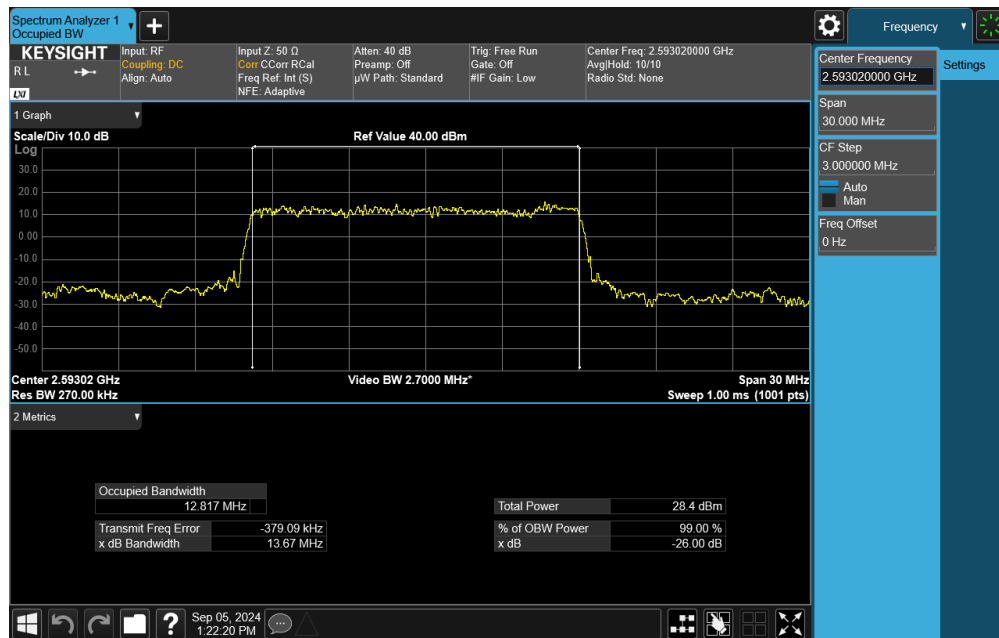 Spectrum Analyzer 1
Occupied BW
Frequency
KEYSIGHT
R L
LXI
Input: RF
Coupling: DC
Align: Auto
Input Z: 50 Ω
Corr CCorr RCal
Freq Ref: Int (S)
NFE: Adaptive
Atten: 40 dB
Preamp: Off
µW Path: Standard
Trig: Free Run
Gate: Off
#IF Gain: Low
Center Freq: 2.593020000 GHz
Avg|Hold: 10/10
Radio Std: None
Center Frequency
2.593020000 GHz
Settings
Span
30.000 MHz
CF Step
3.000000 MHz
Auto
Man
Freq Offset
0 Hz
1 Graph
Scale/Div 10.0 dB
Ref Value 40.00 dBm
Log
30.0
20.0
10.0
0.00
-10.0
-20.0
-30.0
-40.0
-50.0
Center 2.59302 GHz
Video BW 2.7000 MHz*
Span 30 MHz
Res BW 270.00 kHz
Sweep 1.00 ms (1001 pts)
2 Metrics
Occupied Bandwidth
12.817 MHz
Transmit Freq Error -379.09 kHz
x dB Bandwidth 13.67 MHz
Total Power 28.4 dBm
% of OBW Power 99.00 %
x dB -26.00 dB
?
Sep 05, 2024
1:22:20 PM